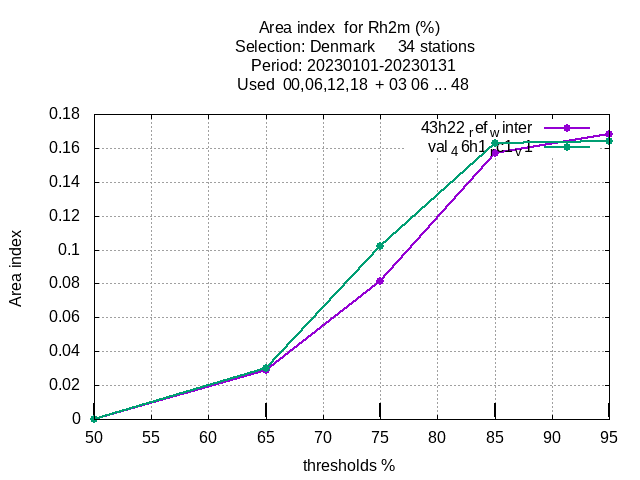 Area index for Rh2m (%)
Selection: Denmark 34 stations
Period: 20230101-20230131
Used 00,06,12,18 + 03 06 ... 48
0.18
0.16
0.14
0.12
0.1
0.08
0.06
0.04
0.02
0
43h22 refwinter
val46h1
Area index
50 55 60 65 70 75 80 85 90 95
thresholds %